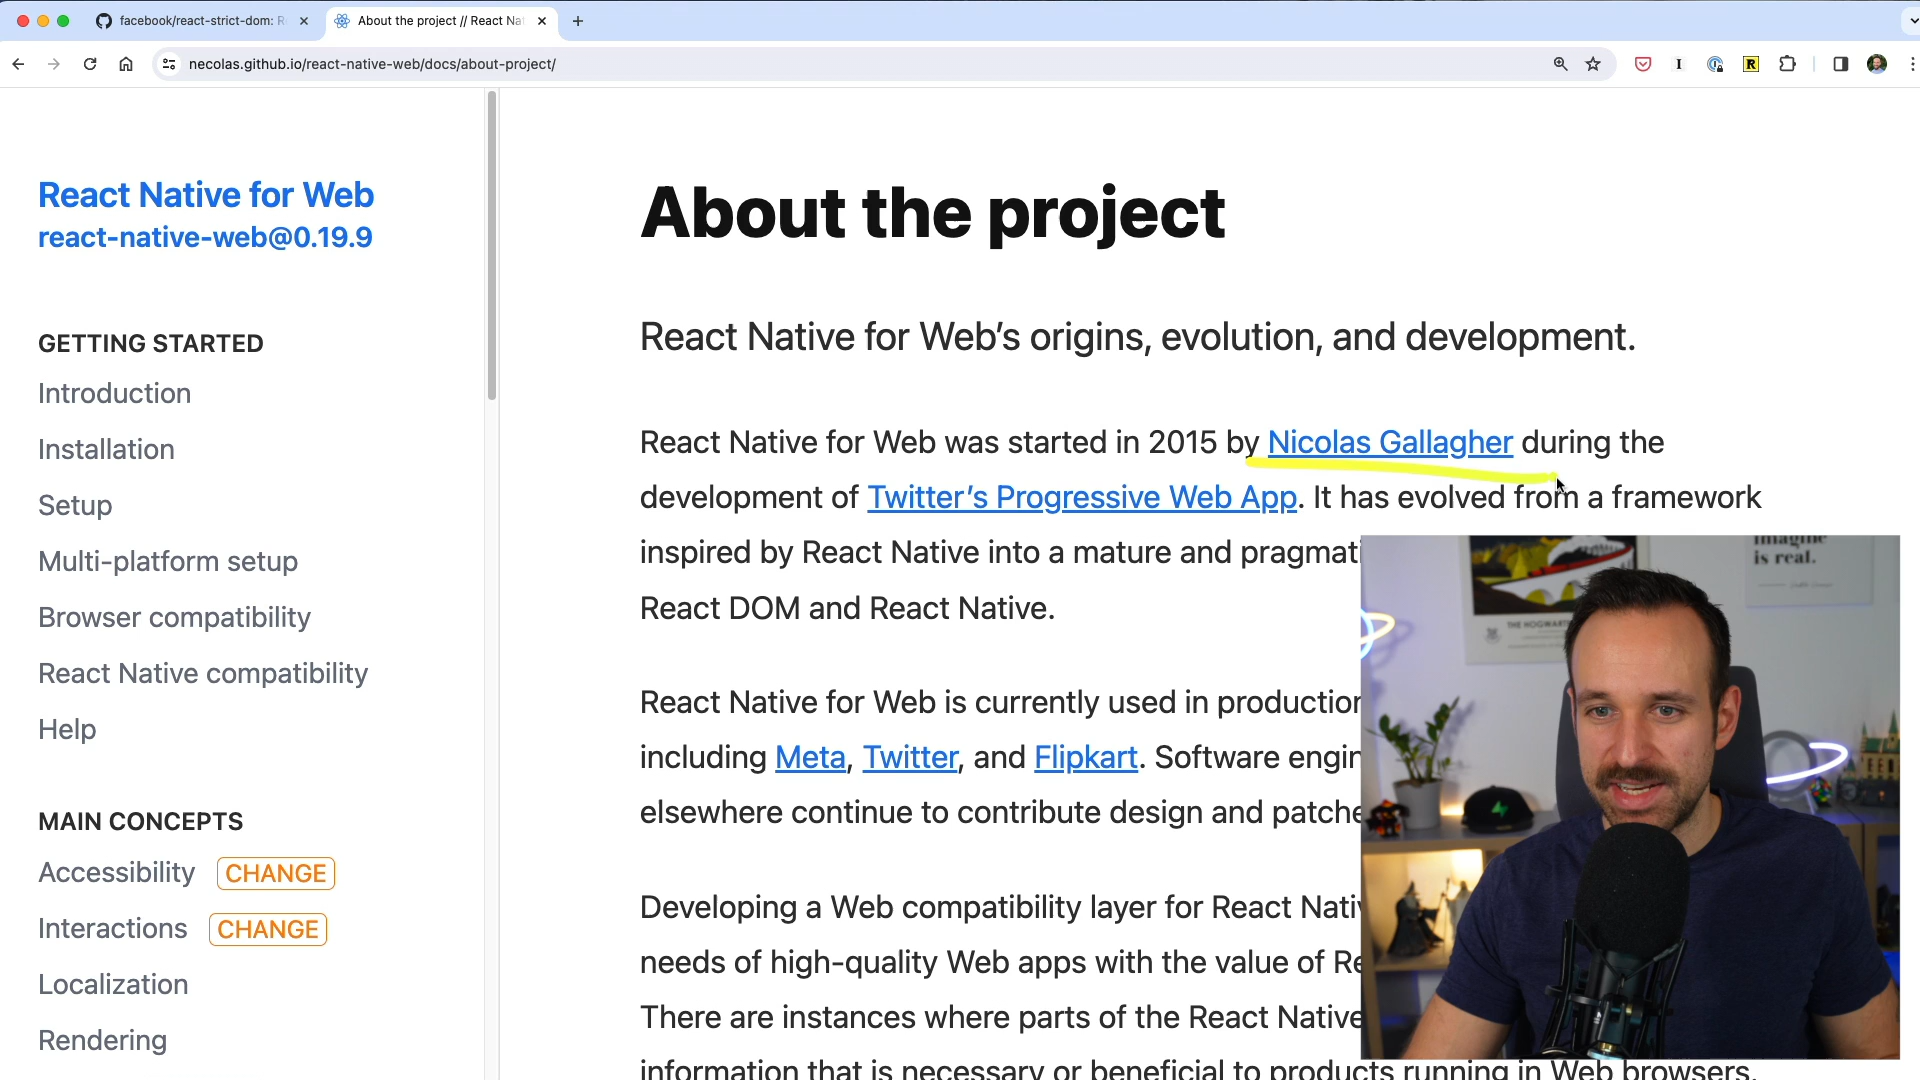 facebook/react-strict-dom: R
About the project // React Na
necolas.github.io/react-native-web/docs/about-project/
React Native for Web
react-native-web@0.19.9
GETTING STARTED
Introduction
Installation
Setup
Multi-platform setup
Browser compatibility
React Native compatibility
Help
MAIN CONCEPTS
Accessibility CHANGE
Interactions CHANGE
Localization
Rendering
About the project
React Native for Web’s origins, evolution, and development.
React Native for Web was started in 2015 by Nicolas Gallagher during the
development of Twitter’s Progressive Web App. It has evolved from a framework
inspired by React Native into a mature and pragmati
React DOM and React Native.
React Native for Web is currently used in production
including Meta, Twitter, and Flipkart. Software engin
elsewhere continue to contribute design and patche
Developing a Web compatibility layer for React Nativ
needs of high-quality Web apps with the value of Re
There are instances where parts of the React Native
information that is necessary or beneficial to products running in Web browsers.
imagine
is real.
THE HOGWART